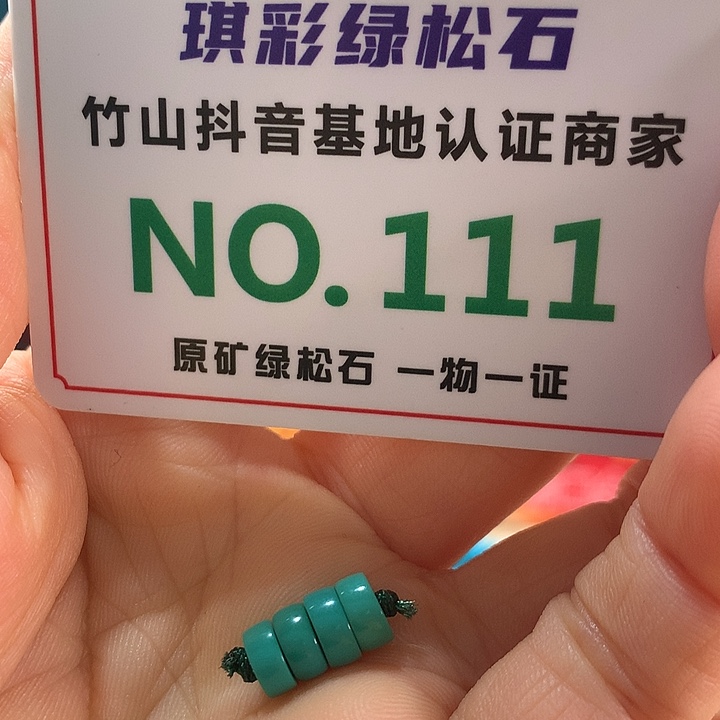 琪彩绿松石
竹山抖音基地认证商家
NO.111
原矿绿松石 一物一证